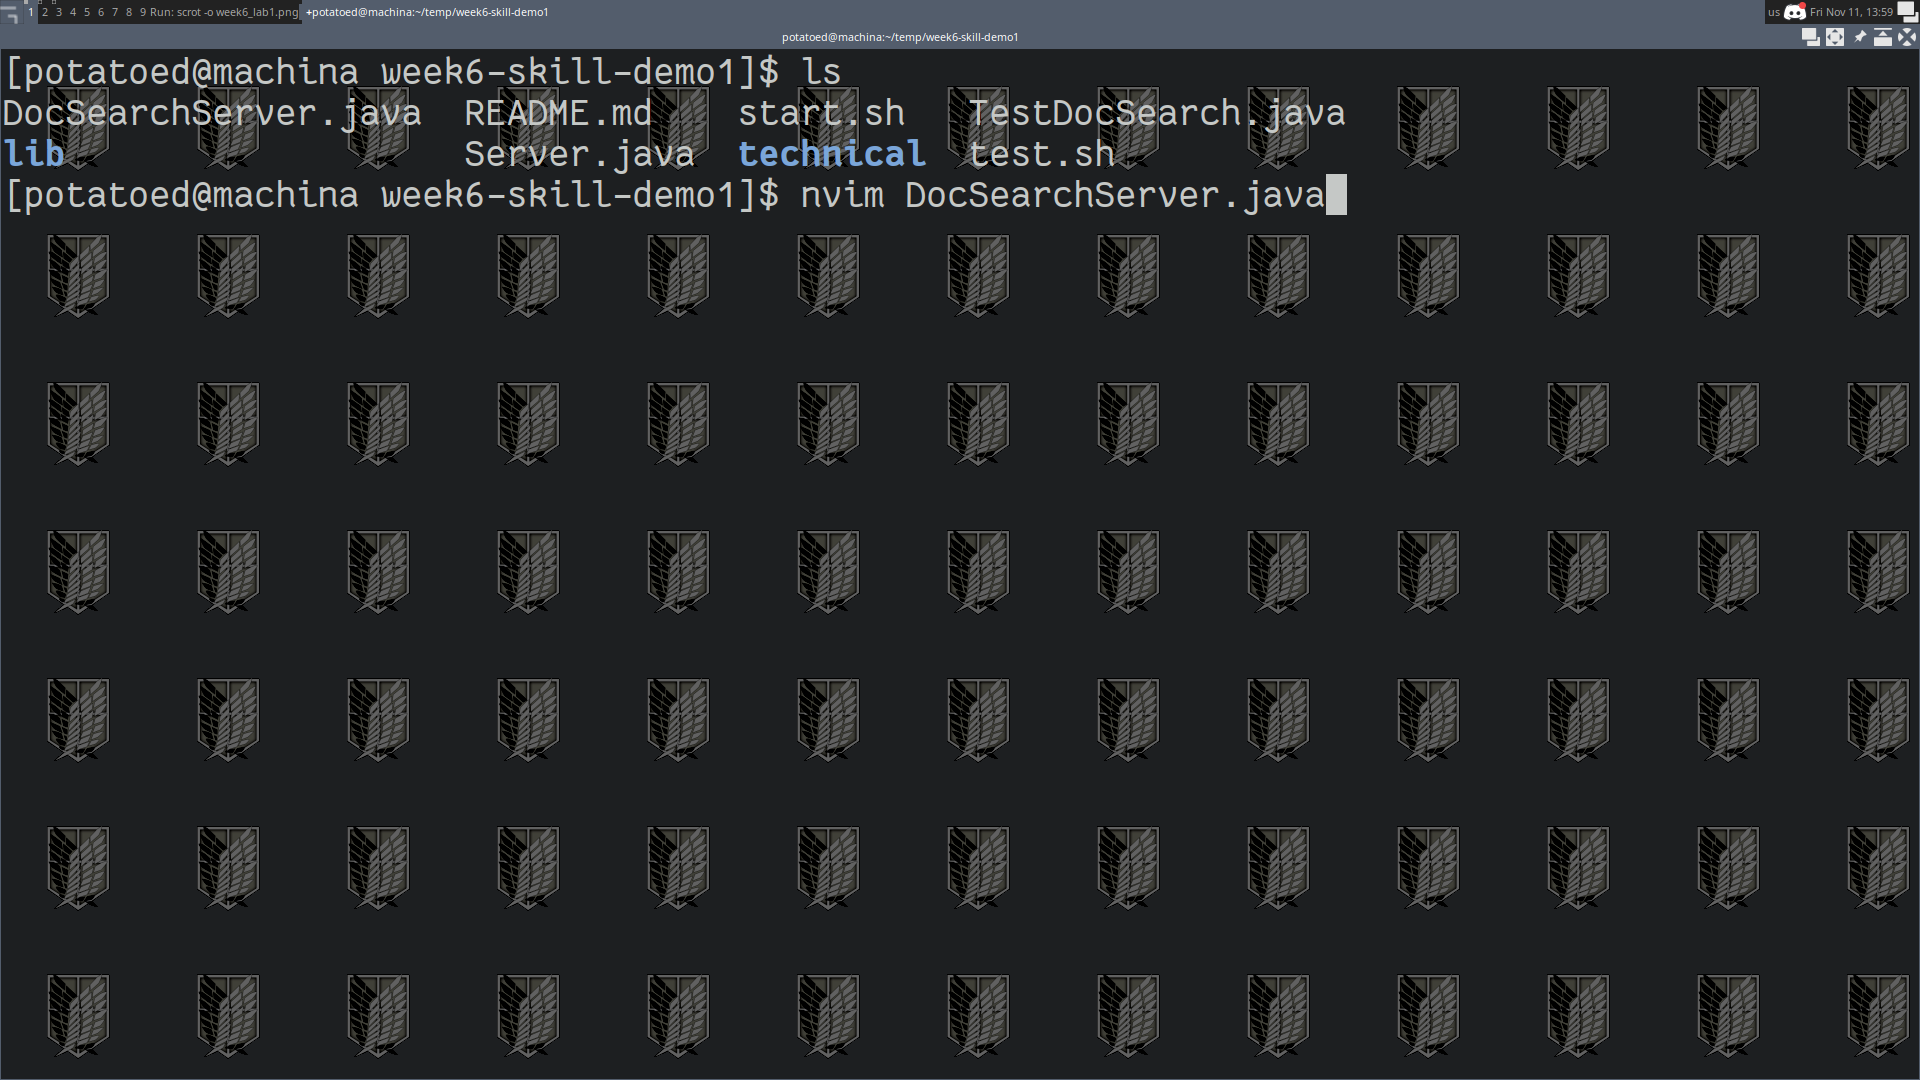 1 2 3 4 5 6 7 8 9 Run: scrot -o week6_lab1.png +potatoed@machina:~/temp/week6-skill-demo1 us Fri Nov 11, 13:59
potatoed@machina:~/temp/week6-skill-demo1
[potatoed@machina week6-skill-demo1]$ ls
DocSearchServer.java README.md start.sh TestDocSearch.java
lib Server.java technical test.sh
[potatoed@machina week6-skill-demo1]$ nvim DocSearchServer.java